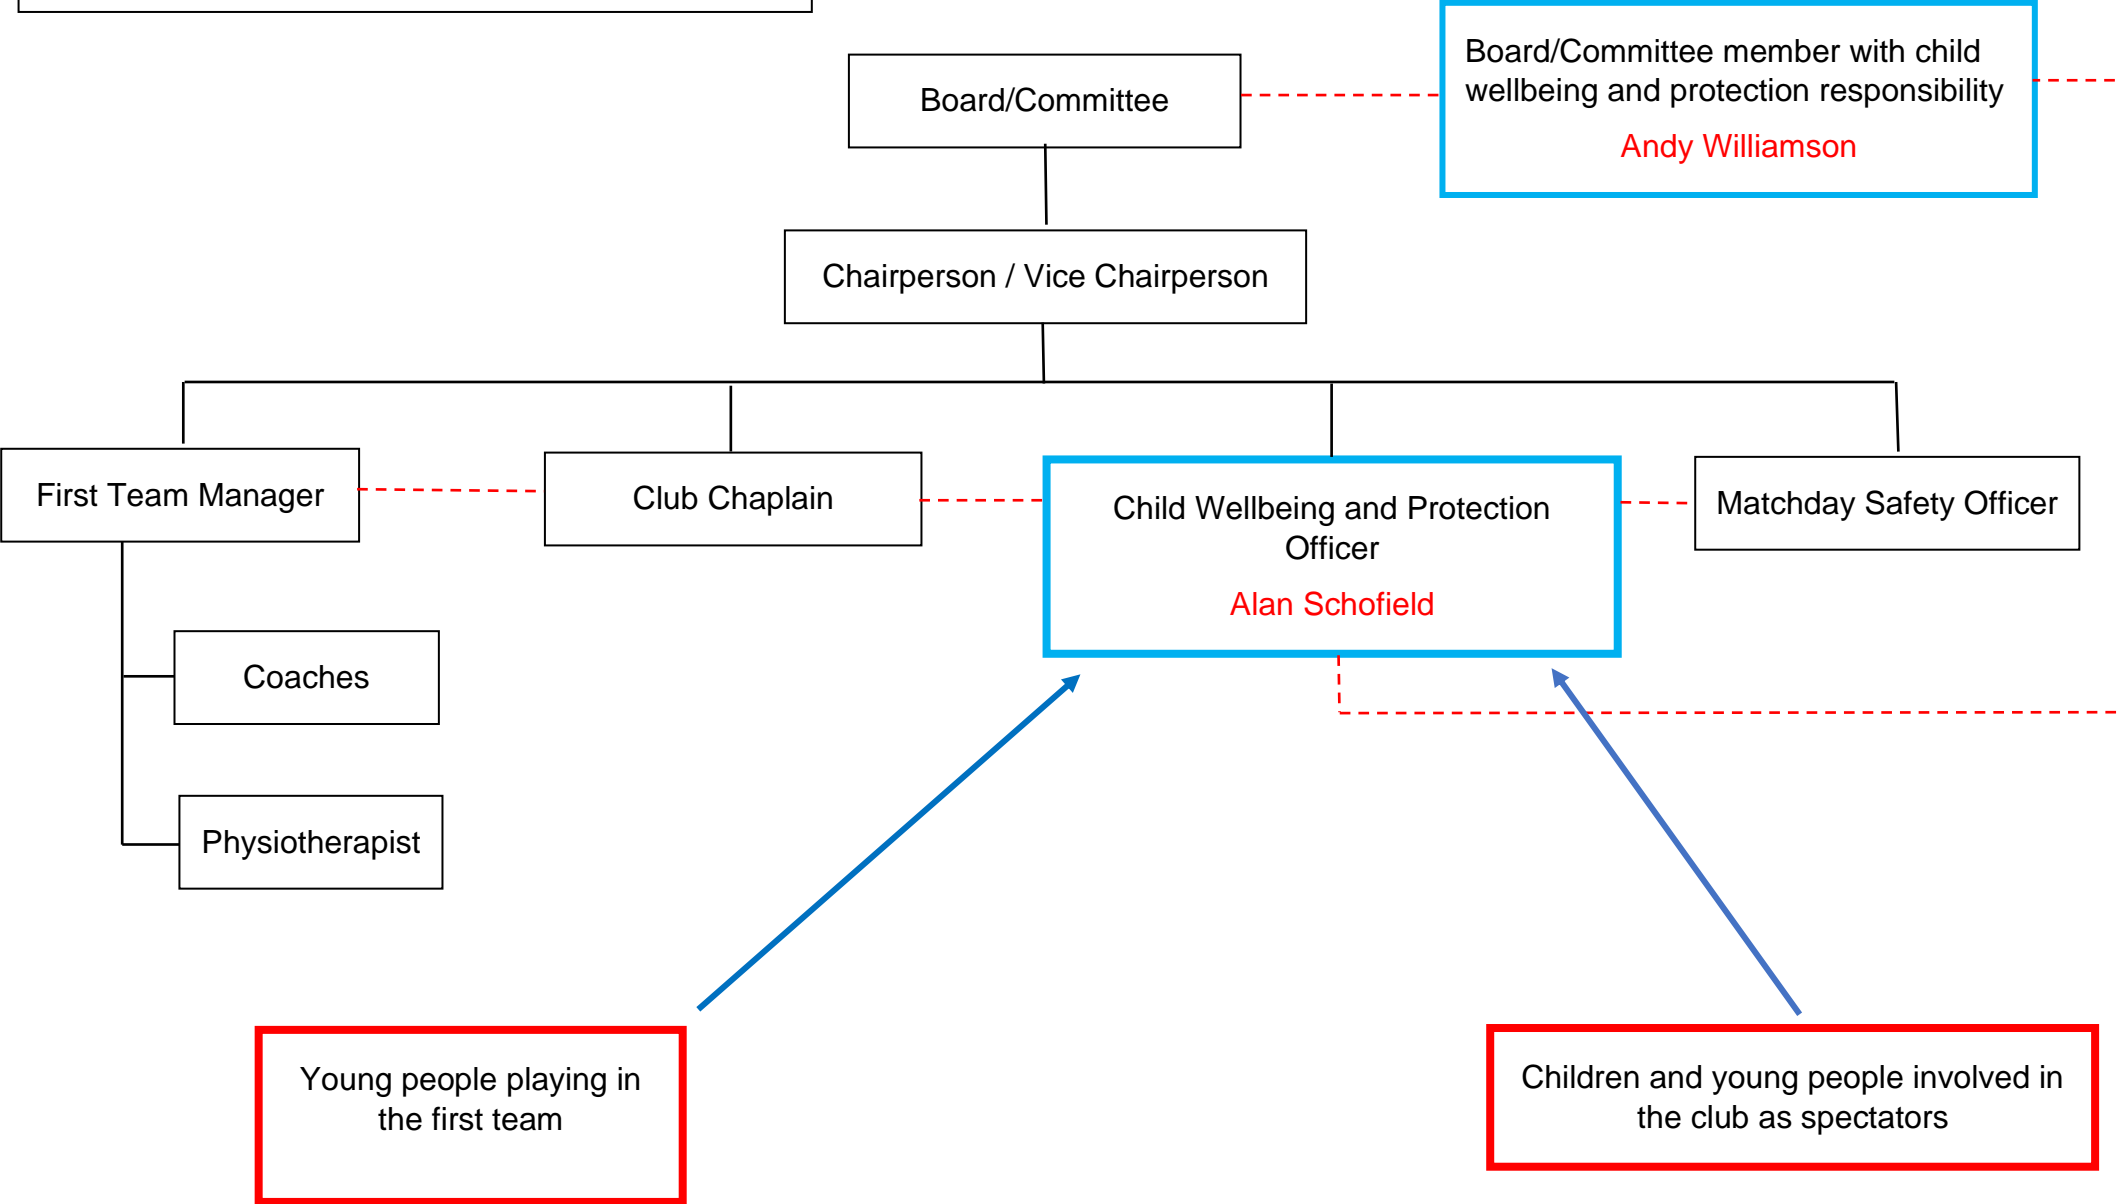 Board/Committee member with child
wellbeing and protection responsibility
Andy Williamson
Board/Committee
Chairperson / Vice Chairperson
First Team Manager
Club Chaplain
Child Wellbeing and Protection
Officer
Alan Schofield
Matchday Safety Officer
Coaches
Physiotherapist
Young people playing in
the first team
Children and young people involved in
the club as spectators